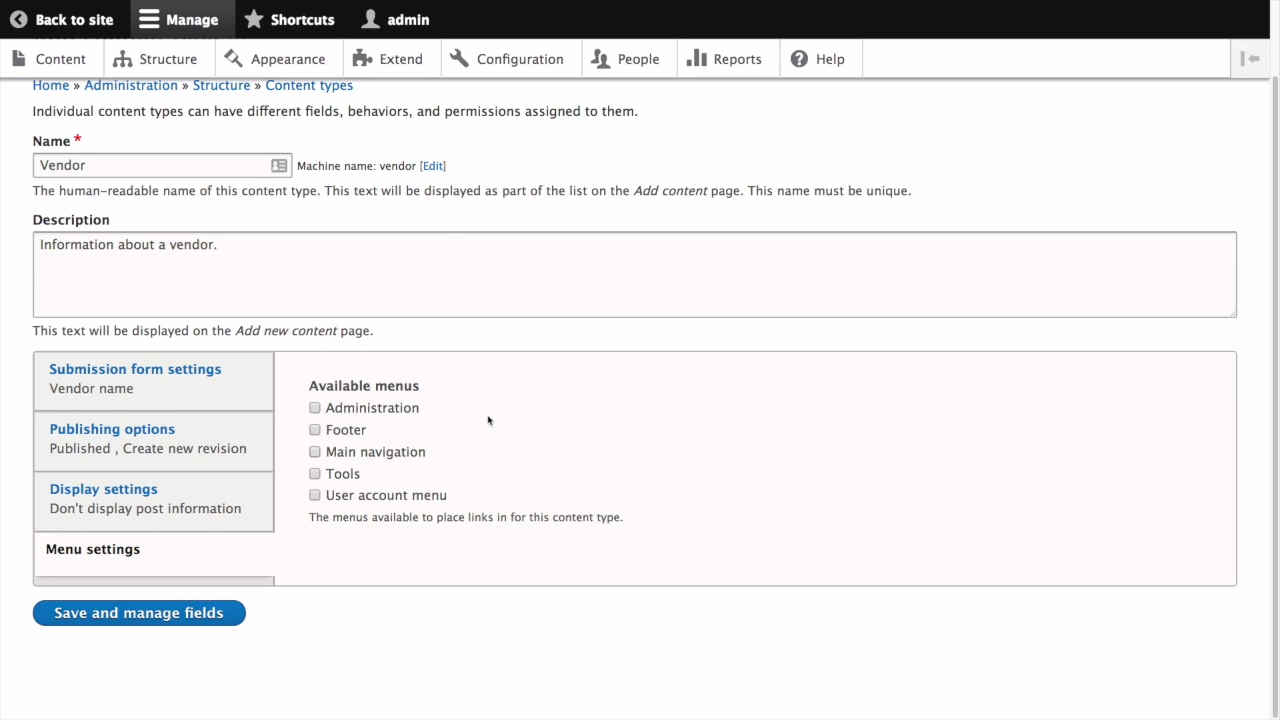 Back to site Manage Shortcuts admin
Content Structure Appearance Extend Configuration People Reports Help
Home » Administration » Structure » Content types
Individual content types can have different fields, behaviors, and permissions assigned to them.
Name *
Vendor Machine name: vendor [Edit]
The human-readable name of this content type. This text will be displayed as part of the list on the Add content page. This name must be unique.
Description
Information about a vendor.
This text will be displayed on the Add new content page.
Submission form settings
Vendor name
Publishing options
Published , Create new revision
Display settings
Don't display post information
Menu settings
Available menus
Administration
Footer
Main navigation
Tools
User account menu
The menus available to place links in for this content type.
Save and manage fields